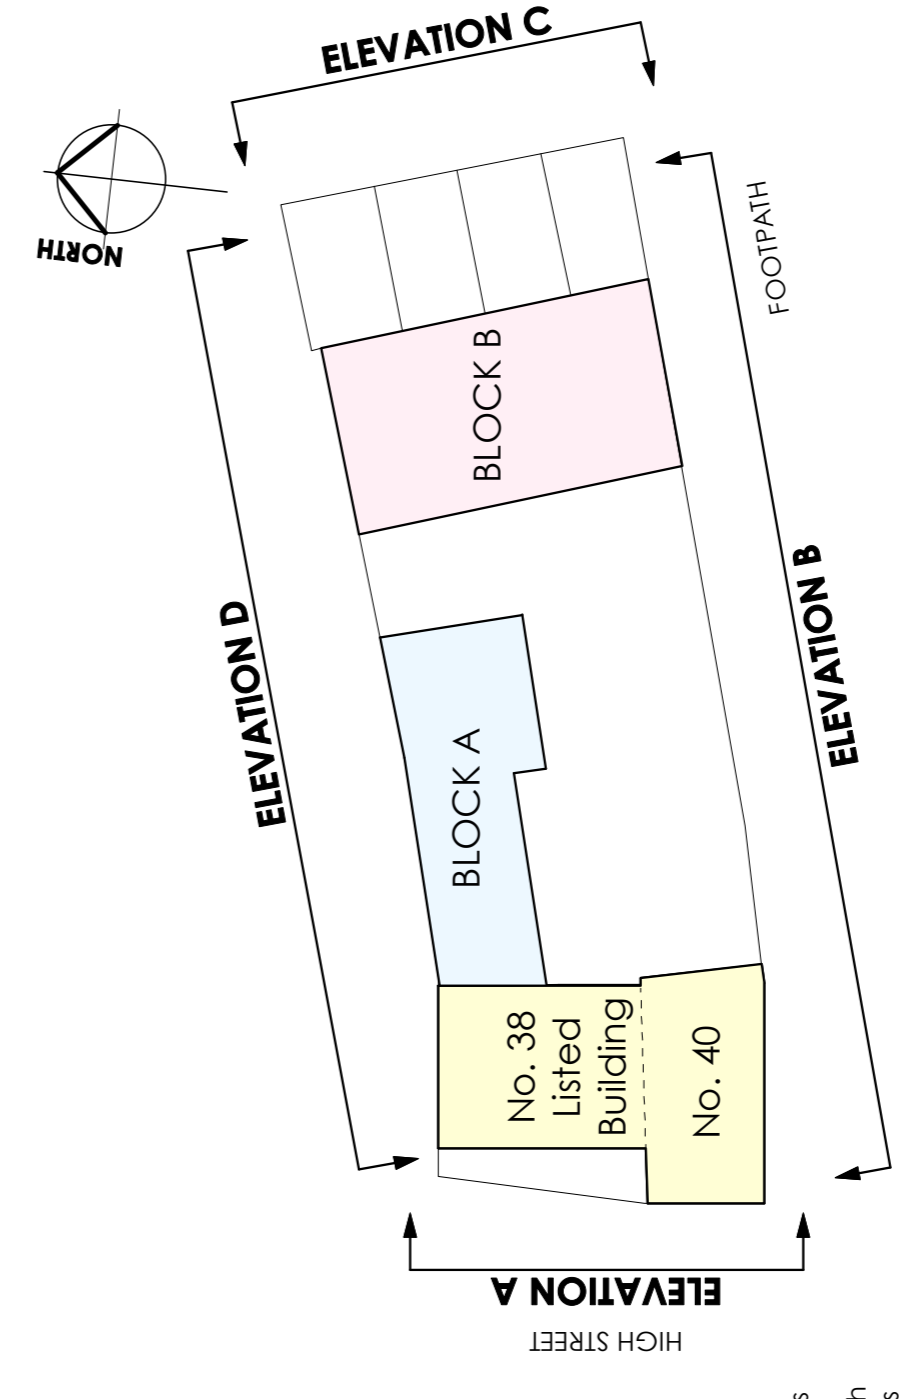 ELEVATION C
NORTH
FOOTPATH
BLOCK B
ELEVATION D
ELEVATION B
BLOCK A
No. 38
Listed
Building
No. 40
ELEVATION A
HIGH STREET
s
h
s